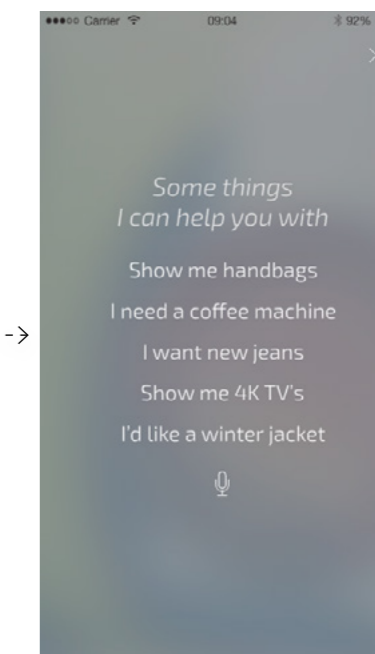 Carrier 09:04 92%
Some things
I can help you with
Show me handbags
I need a coffee machine
I want new jeans
Show me 4K TV's
I'd like a winter jacket